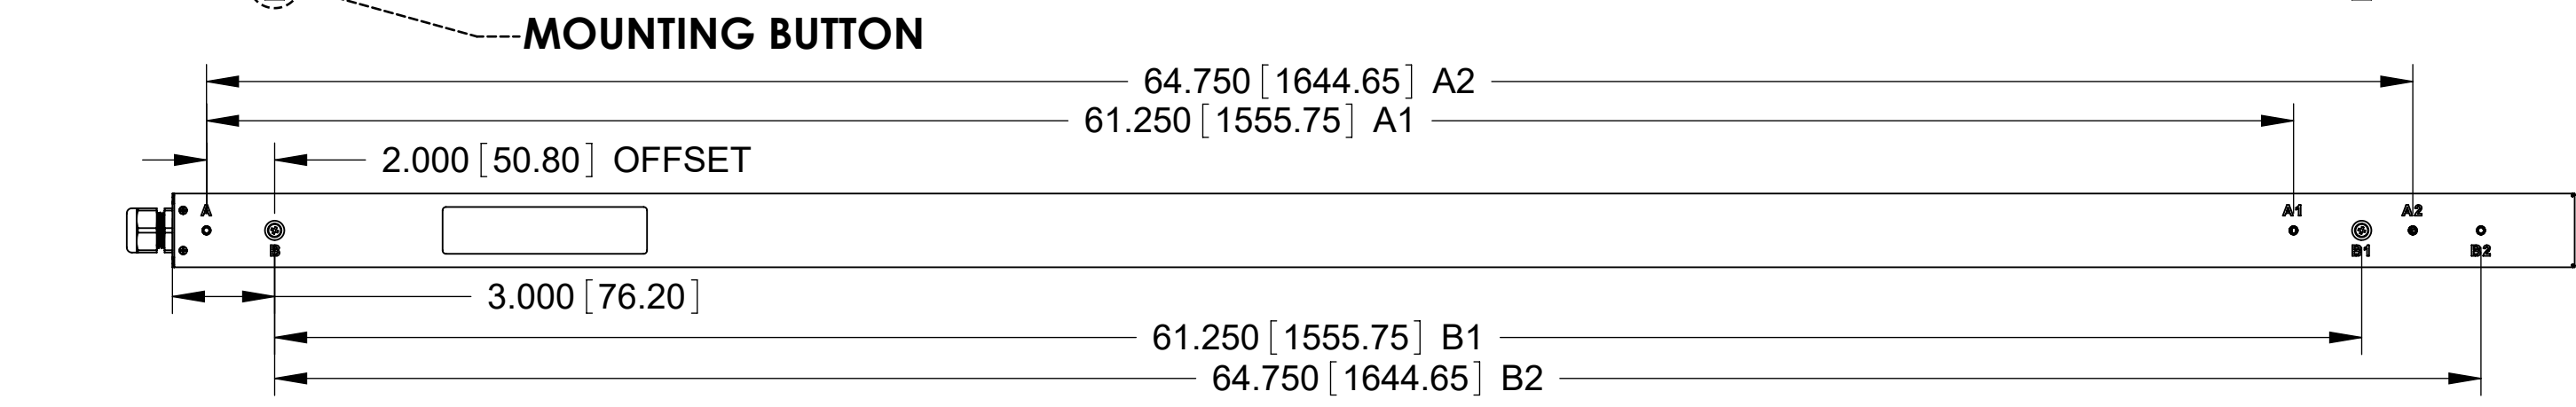 MOUNTING BUTTON
64.750 [1644.65] A2
61.250 [1555.75] A1
2.000 [50.80] OFFSET
A A1 A2
B B1 B2
3.000 [76.20]
61.250 [1555.75] B1
64.750 [1644.65] B2